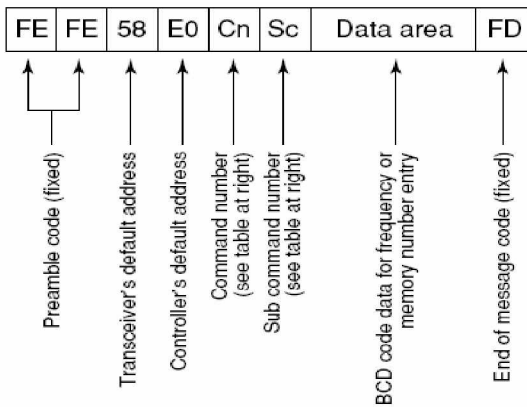 FE FE 58 E0 Cn Sc Data area FD
Preamble code (fixed)
Transceiver's default address
Controller's default address
Command number
(see table at right)
Sub command number
(see table at right)
BCD code data for frequency or
memory number entry
End of message code (fixed)